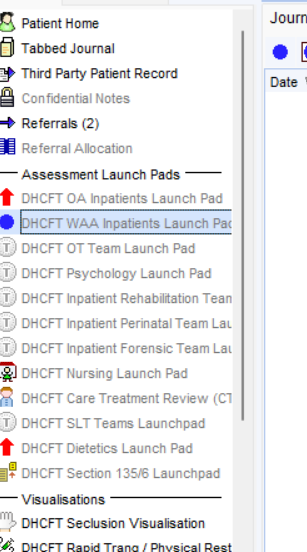 Patient Home
Journ
Tabbed Journal
Third Party Patient Record
Date
Confidential Notes
Referrals (2)
Referral Allocation
Assessment Launch Pads
DHCFT OA Inpatients Launch Pad
DHCFT WAA Inpatients Launch Pad
T DHCFT OT Team Launch Pad
T DHCFT Psychology Launch Pad
T DHCFT Inpatient Rehabilitation Tean
T DHCFT Inpatient Perinatal Team Lau
T DHCFT Inpatient Forensic Team Lau
DHCFT Nursing Launch Pad
DHCFT Care Treatment Review (CT
T DHCFT SLT Teams Launchpad
DHCFT Dietetics Launch Pad
DHCFT Section 135/6 Launchpad
Visualisations
DHCFT Seclusion Visualisation
DHCFT Rapid Tranq / Physical Rest